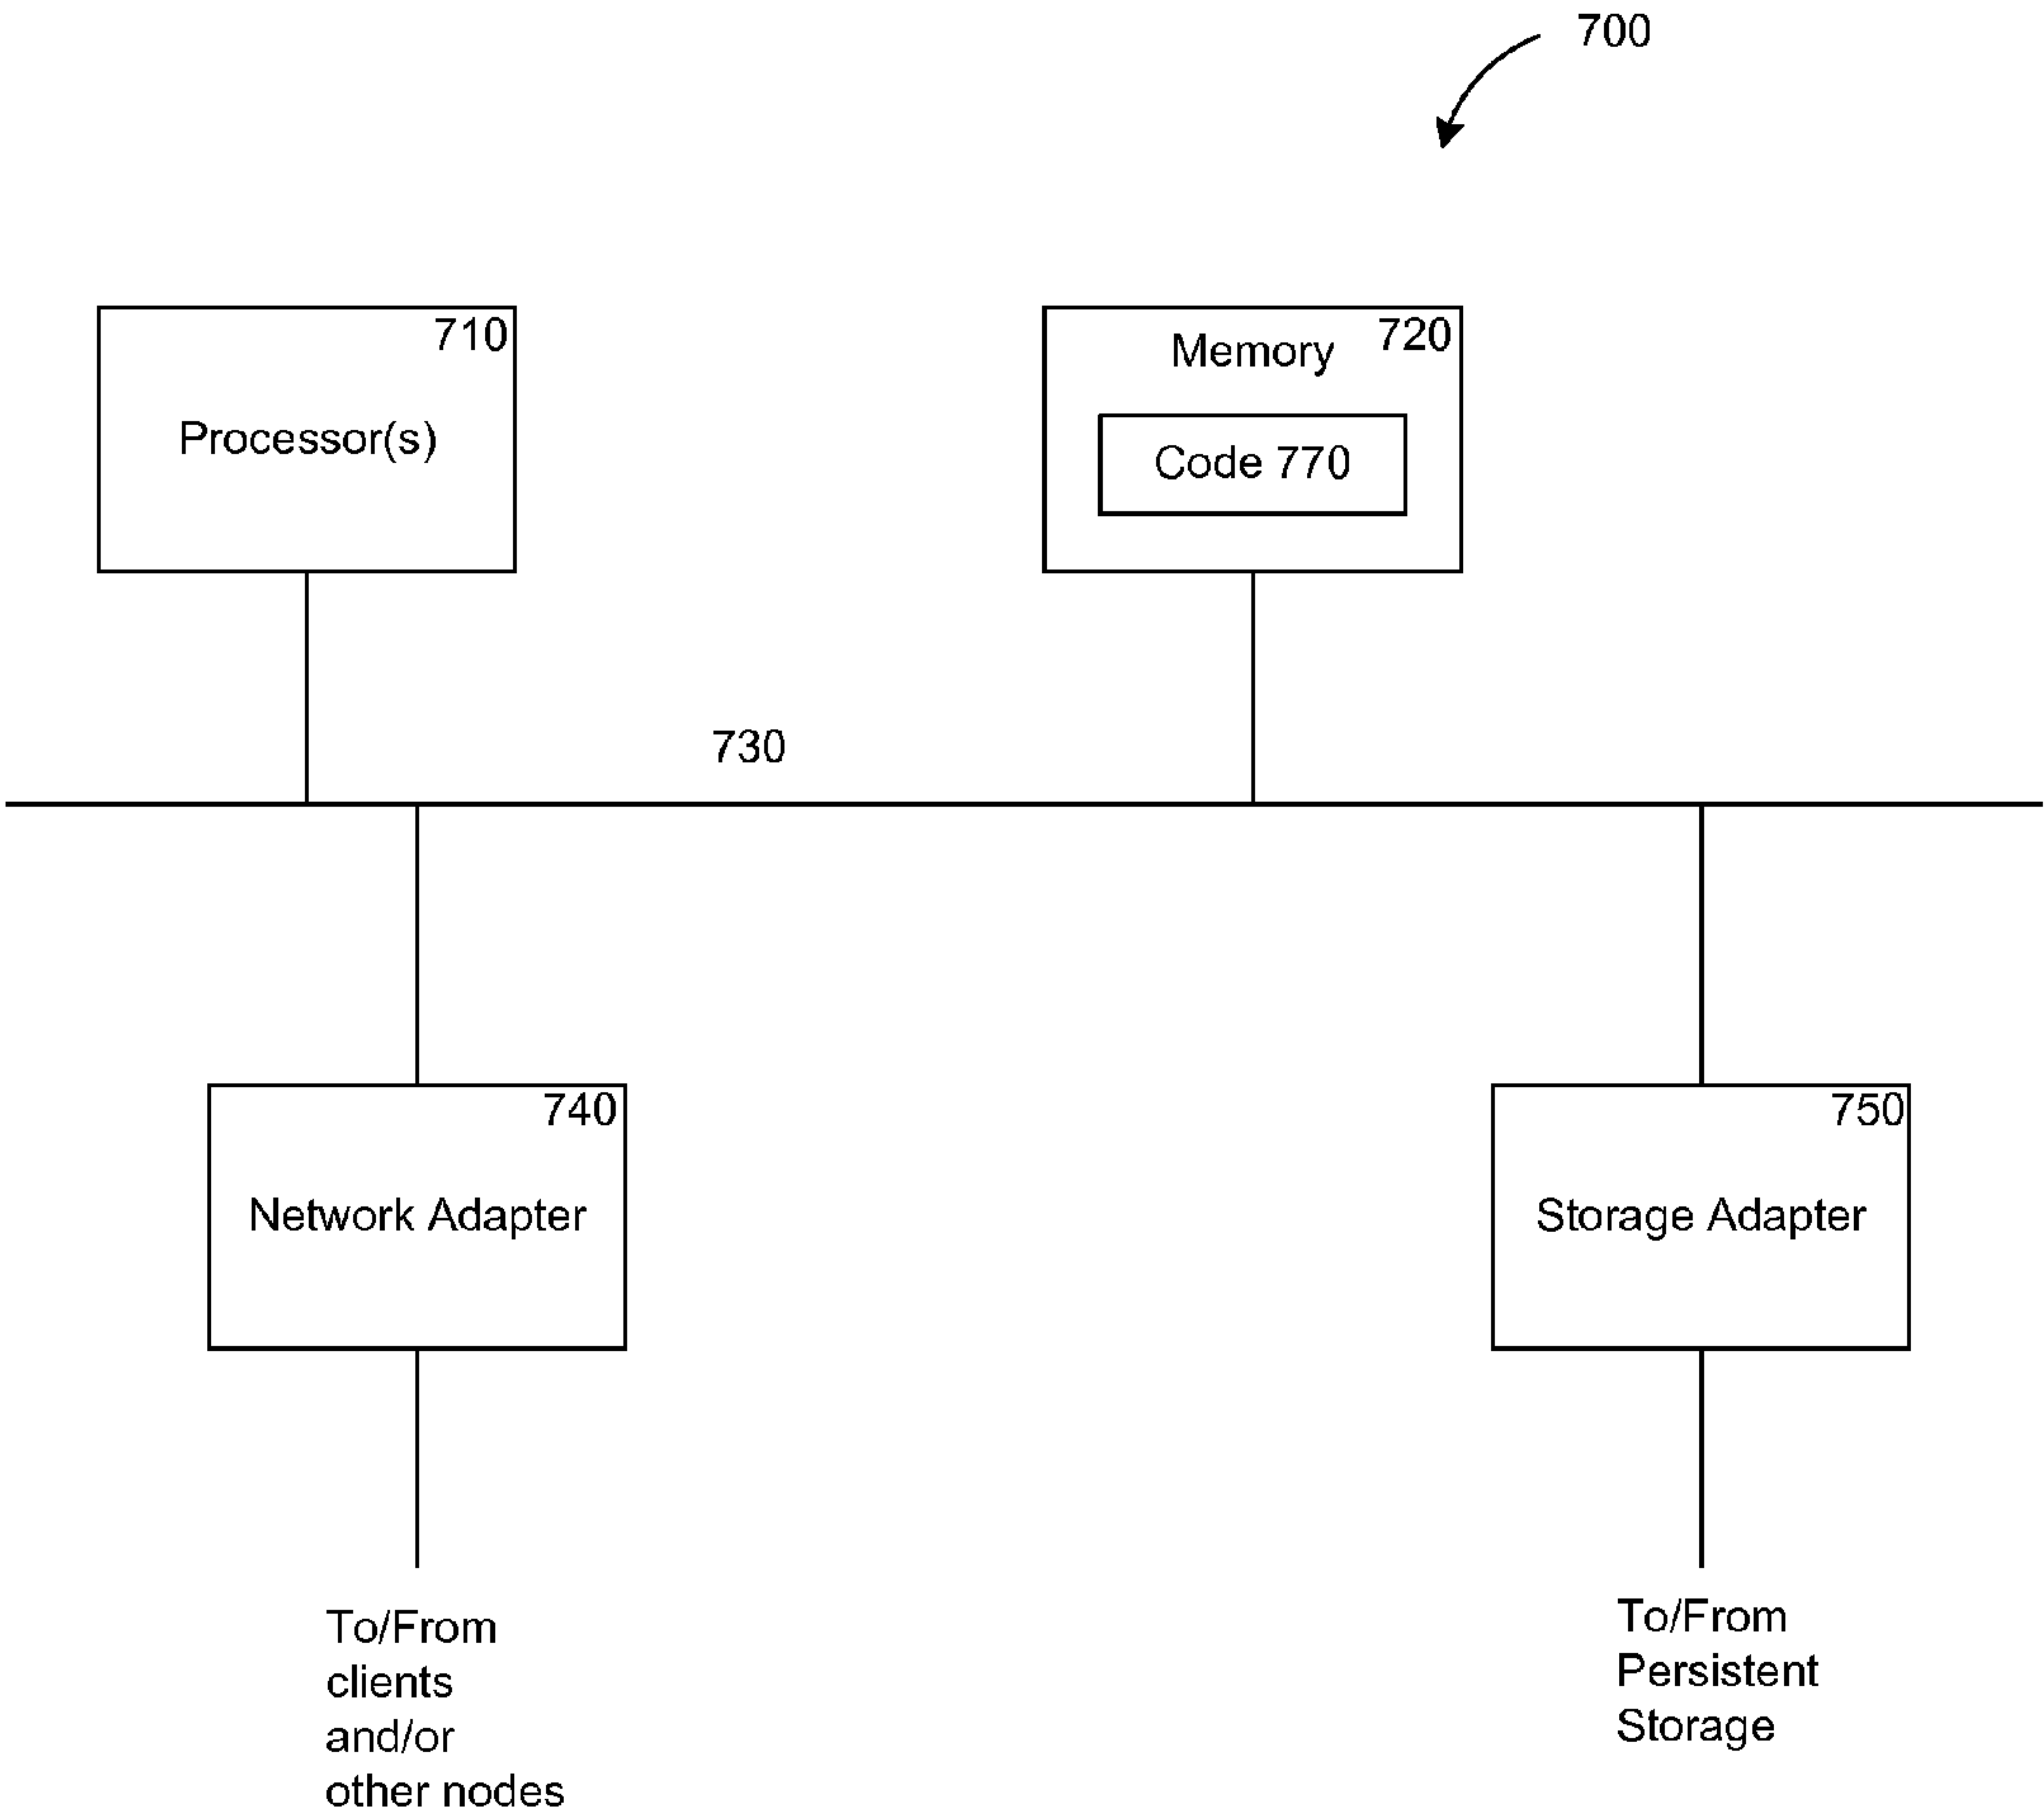 700
710
Processor(s)
720
Memory
Code 770
730
740
Network Adapter
750
Storage Adapter
To/From
clients
and/or
other nodes
To/From
Persistent
Storage